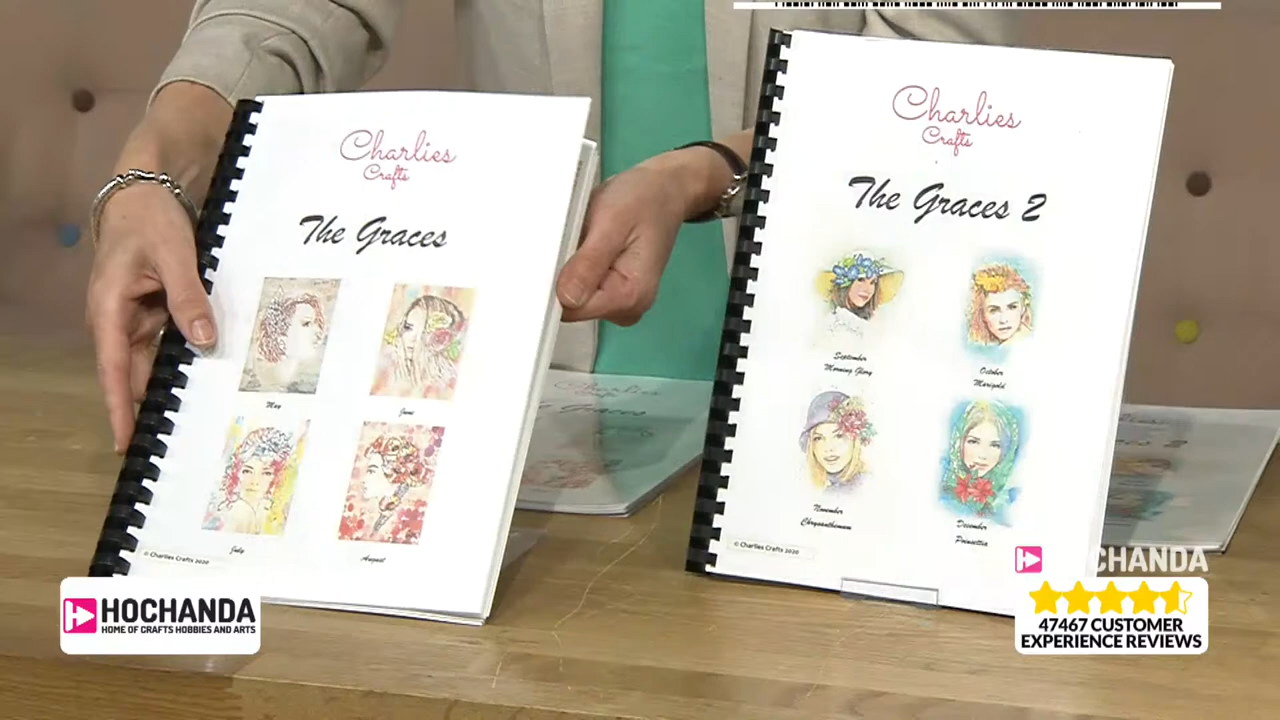 Charlies
Crafts
The Graces
May
June
July
August
© Charlies Crafts 2020
Charlies
Crafts
The Graces 2
September
Morning Glory
October
Marigold
November
Chrysanthemum
December
Poinsettia
© Charlies Crafts 2020
HOCHANDA
HOME OF CRAFTS HOBBIES AND ARTS
CHANDA
47467 CUSTOMER
EXPERIENCE REVIEWS